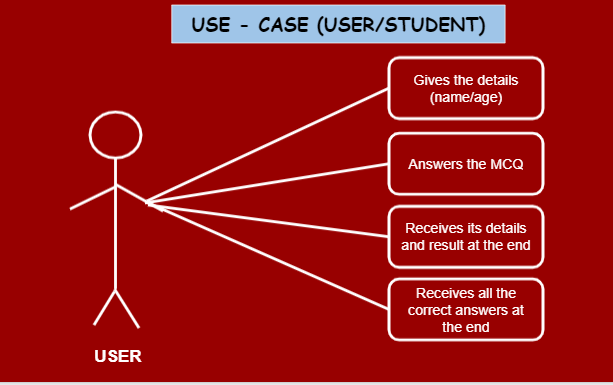 USE - CASE (USER/STUDENT)
Gives the details
(name/age)
Answers the MCQ
Receives its details
and result at the end
Receives all the
correct answers at
the end
USER